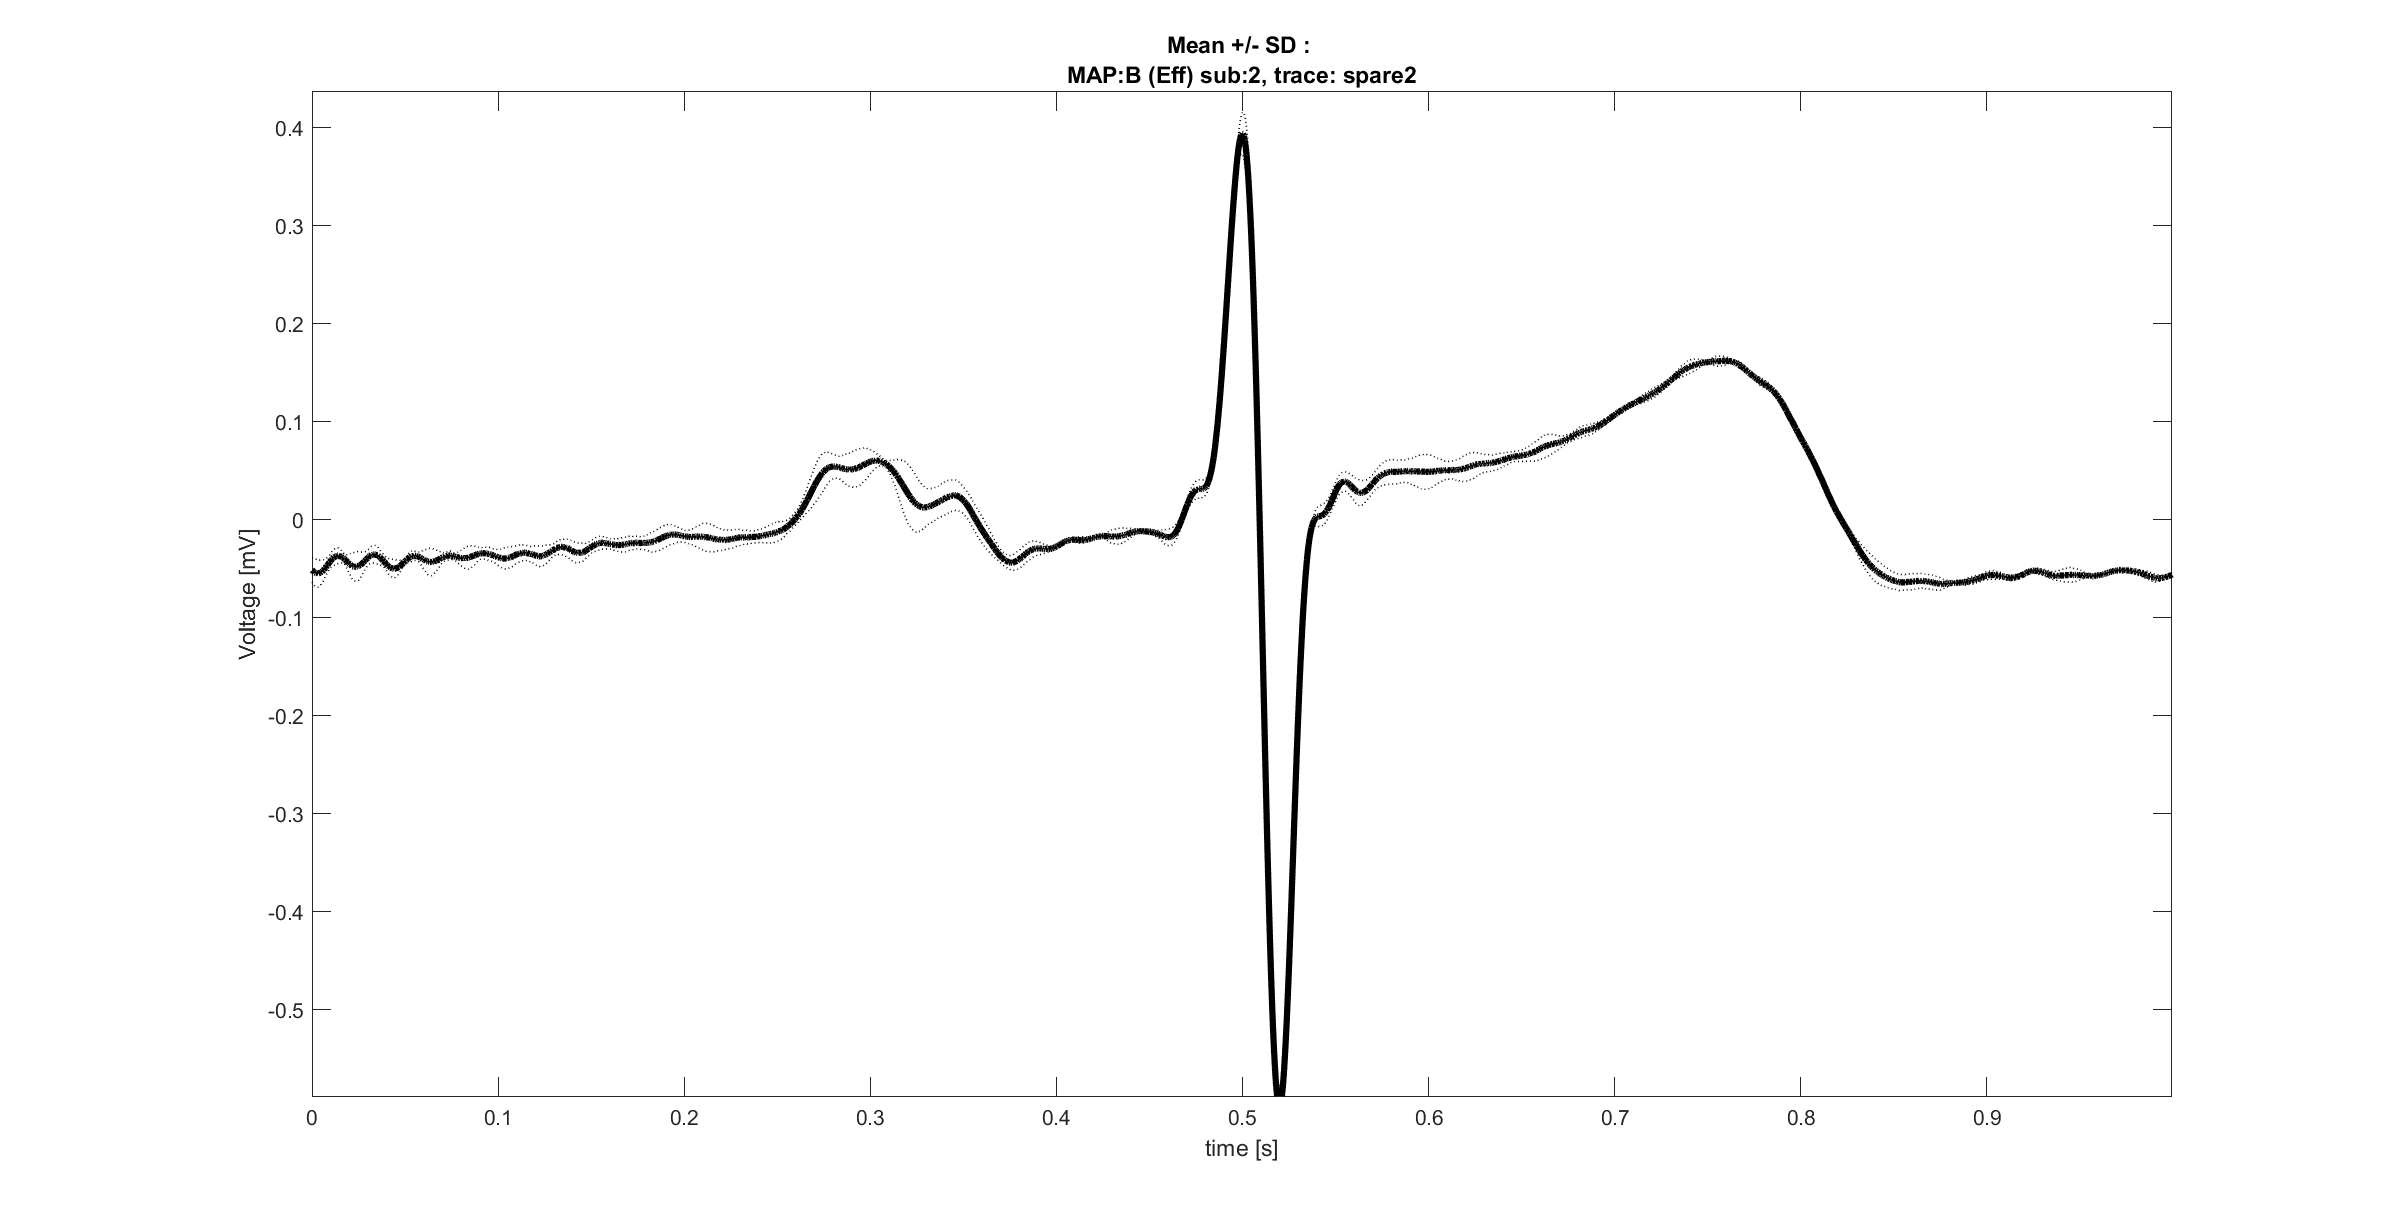 Mean +/- SD :
MAP:B (Eff) sub:2, trace: spare2
0.4
0.3
0.2
0.1
0
-0.1
-0.2
-0.3
-0.4
-0.5
Voltage [mV]
0 0.1 0.2 0.3 0.4 0.5 0.6 0.7 0.8 0.9
time [s]